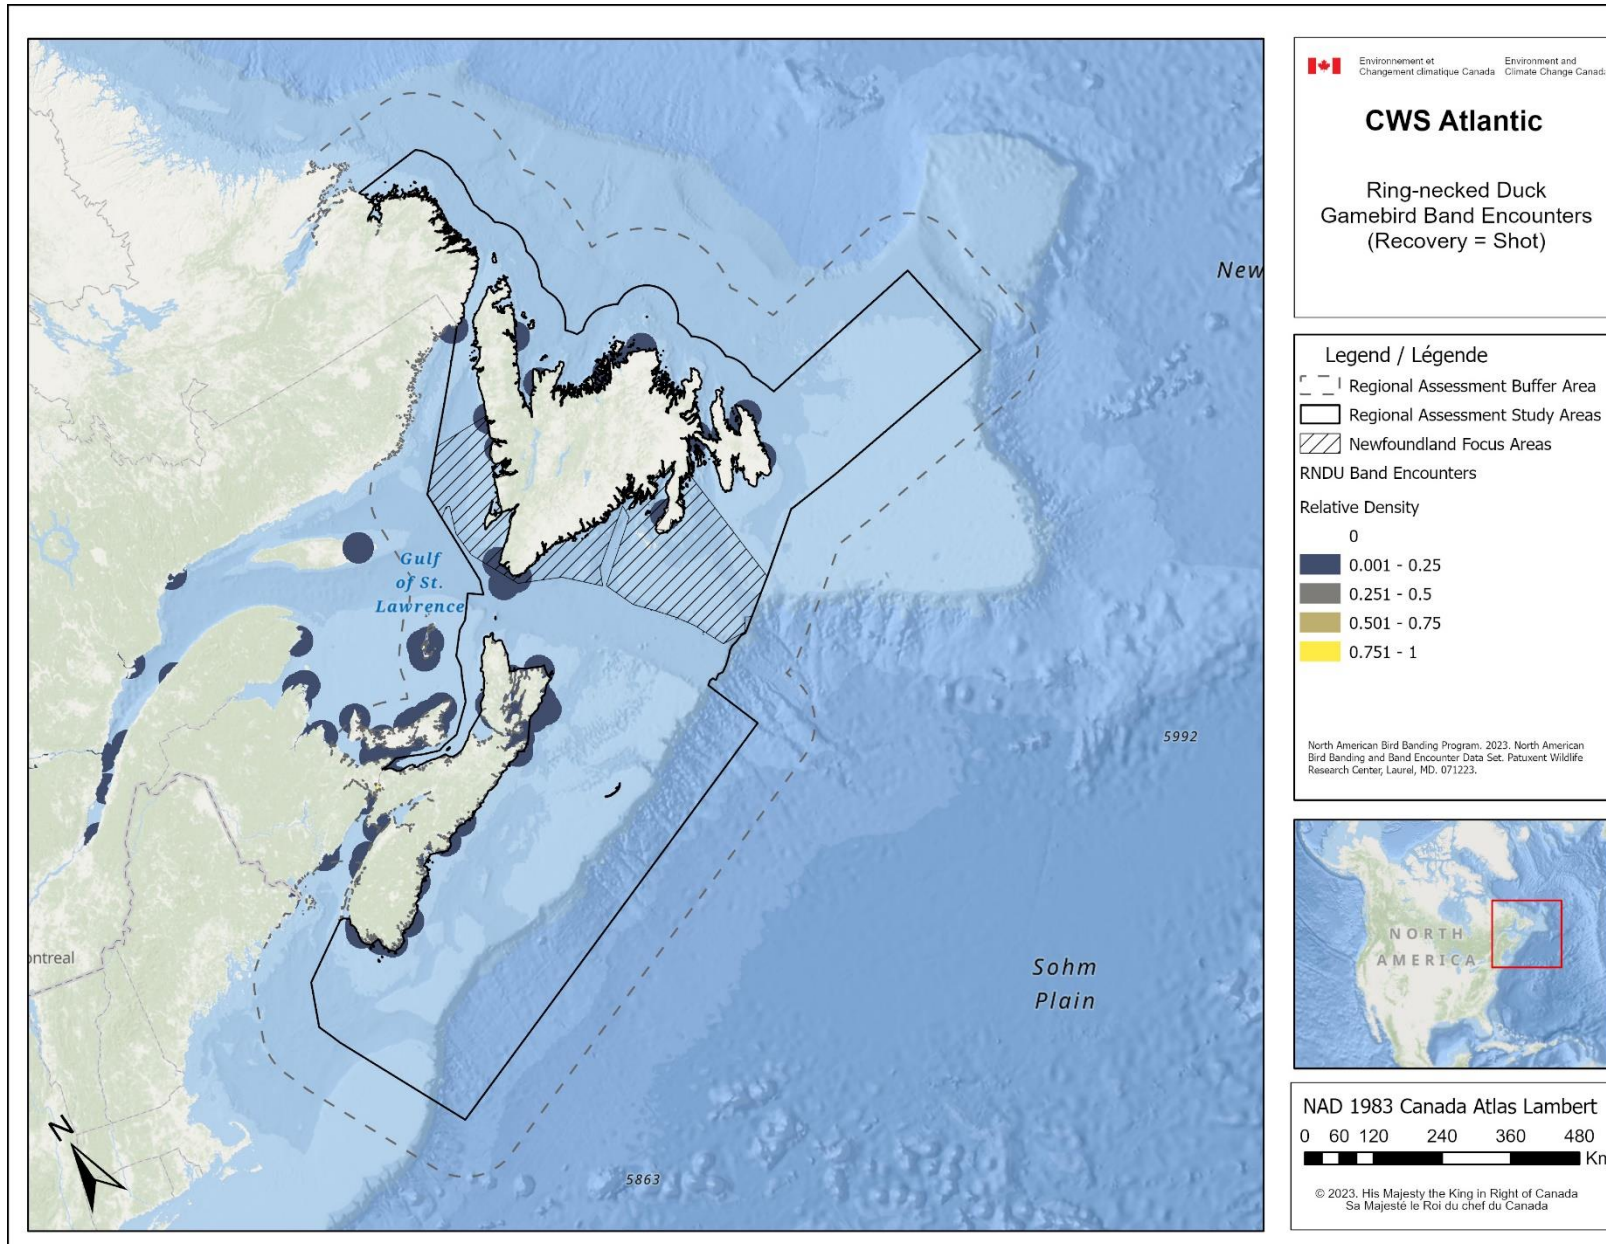 New
Gulf
of St.
Lawrence
5992
Sohm
Plain
ontreal
5863
N
Environnement et
Changement climatique Canada
Environment and
Climate Change Canada
CWS Atlantic
Ring-necked Duck
Gamebird Band Encounters
(Recovery = Shot)
Legend / Légende
Regional Assessment Buffer Area
Regional Assessment Study Areas
Newfoundland Focus Areas
RNDU Band Encounters
Relative Density
0
0.001 - 0.25
0.251 - 0.5
0.501 - 0.75
0.751 - 1
North American Bird Banding Program. 2023. North American
Bird Banding and Band Encounter Data Set. Patuxent Wildlife
Research Center, Laurel, MD. 071223.
NORTH
AMERICA
NAD 1983 Canada Atlas Lambert
0 60 120 240 360 480
Km
© 2023. His Majesty the King in Right of Canada
Sa Majesté le Roi du chef du Canada